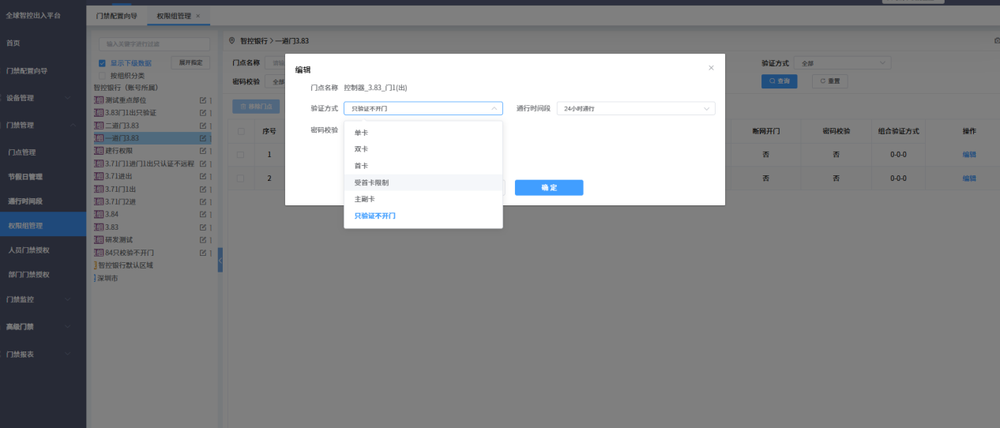 全球智控出入平台
首页
门禁配置向导
设备管理
门禁管理
门点管理
节假日管理
通行时间段
权限组管理
人员门禁授权
部门门禁授权
门禁监控
高级门禁
门禁报表
门禁配置向导
权限组管理 ×
输入关键字进行过滤
显示下级数据
展开指定
按组织分类
智控银行（账号所属）
测试重点部位
3.83门1出只验证
二道门3.83
一道门3.83
建行权限
3.71门1进门1出只认证不远程
3.71进出
3.71门1出
3.71门2进
3.84
3.83
研发测试
84只校验不开门
智控银行默认区域
深圳市
智控银行 > 一道门3.83
门点名称
验证方式 全部
密码校验 全部
查询
重置
删除门点
序号
断网开门 密码校验 组合验证方式 操作
1 否 否 0-0-0 编辑
2 否 否 0-0-0 编辑
编辑 ×
门点名称 控制器_3.83_门1(出)
验证方式 只验证不开门
通行时间段 24小时通行
密码校验
单卡
双卡
首卡
受首卡限制
主副卡
只验证不开门
确 定